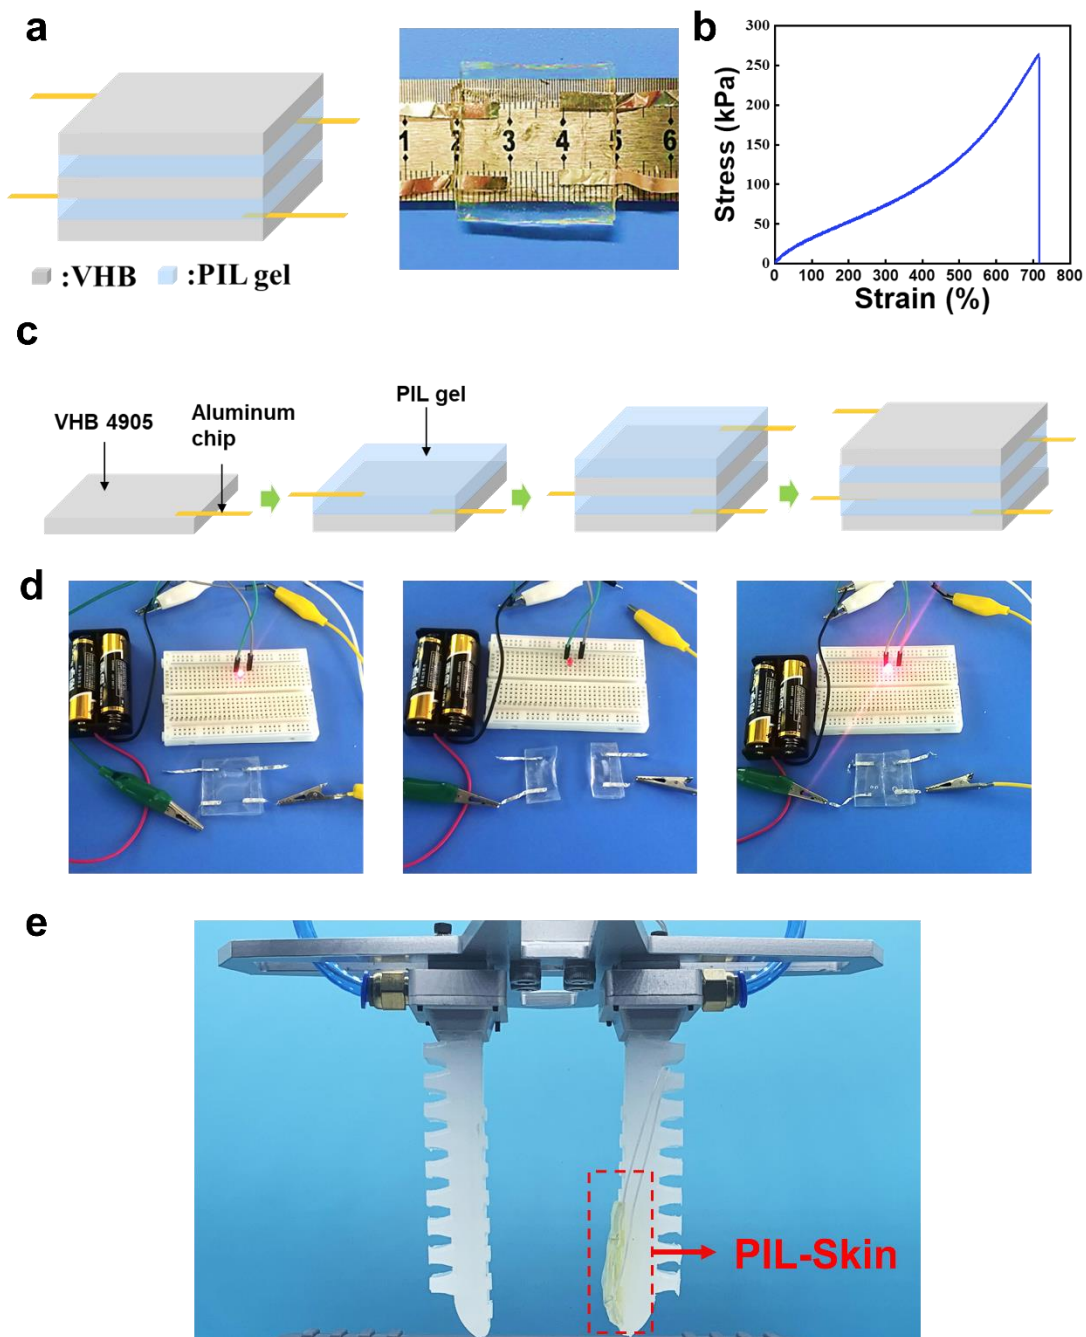 a
:VHB :PIL gel
1 2 3 4 5 6
b
Stress (kPa)
300
250
200
150
100
50
0
0 100 200 300 400 500 600 700 800
Strain (%)
c
VHB 4905
Aluminum
chip
PIL gel
d
e
PIL-Skin